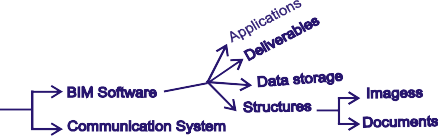 Applications
Deliverables
Data storage
BIM Software
Structures
Imagess
Communication System
Documents